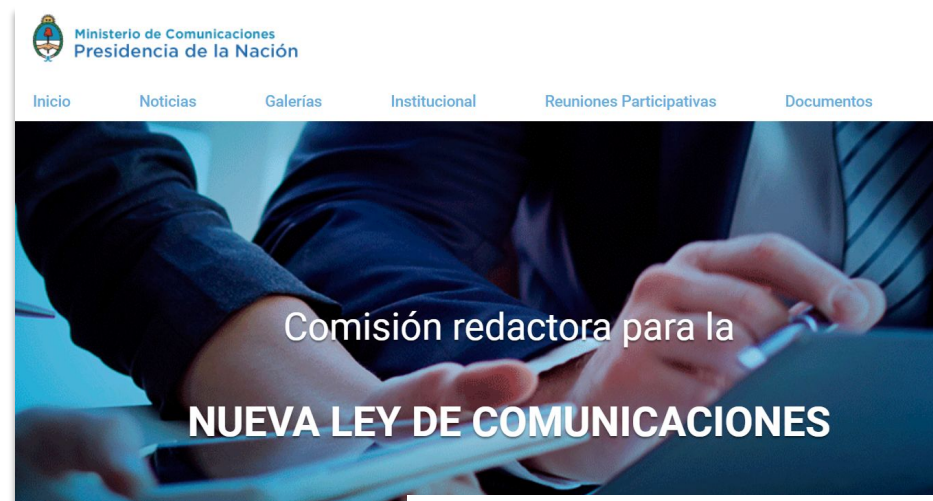 Ministerio de Comunicaciones
Presidencia de la Nación
Inicio Noticias Galerías Institucional Reuniones Participativas Documentos
Comisión redactora para la
NUEVA LEY DE COMUNICACIONES